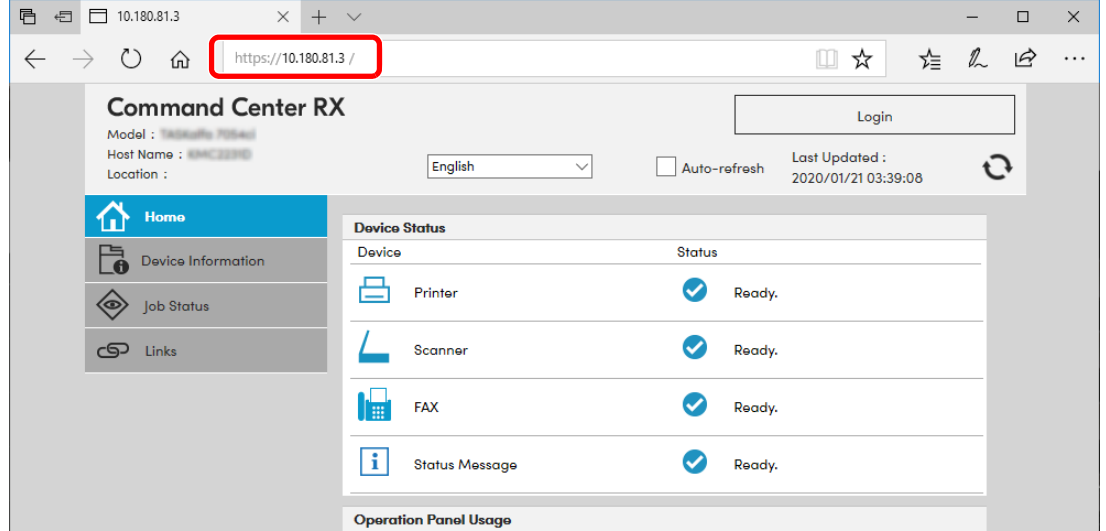 10.180.81.3
https://10.180.81.3 /
Command Center RX
Login
Model :
Host Name :
Location :
English
Auto-refresh
Last Updated :
2020/01/21 03:39:08
Home
Device Information
Job Status
Links
Device Status
Device Status
Printer Ready.
Scanner Ready.
FAX Ready.
Status Message Ready.
Operation Panel Usage